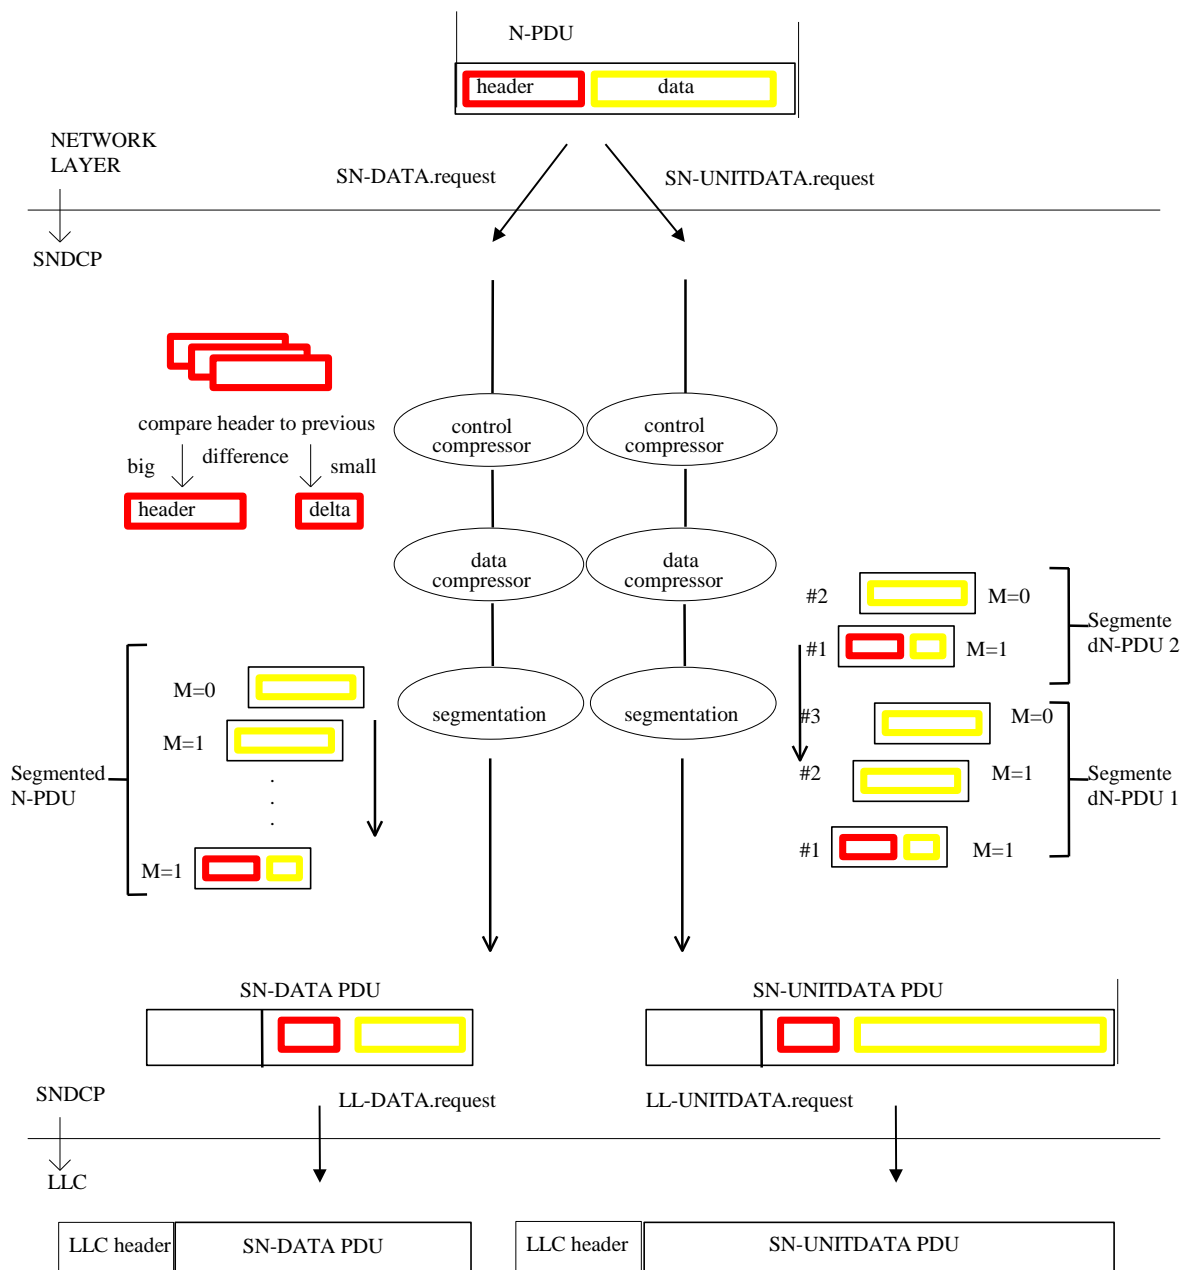 N-PDU
header data
NETWORK
LAYER
SN-DATA.request SN-UNITDATA.request
SNDCP
compare header to previous
difference
big small
header delta
control
compressor
control
compressor
data
compressor
data
compressor
segmentation segmentation
#2 M=0
#1 M=1
Segmente
dN-PDU 2
#3 M=0
#2 M=1
#1 M=1
Segmente
dN-PDU 1
M=0
M=1
.
.
.
M=1
Segmented
N-PDU
SN-DATA PDU SN-UNITDATA PDU
SNDCP
LL-DATA.request LL-UNITDATA.request
LLC
LLC header SN-DATA PDU LLC header SN-UNITDATA PDU